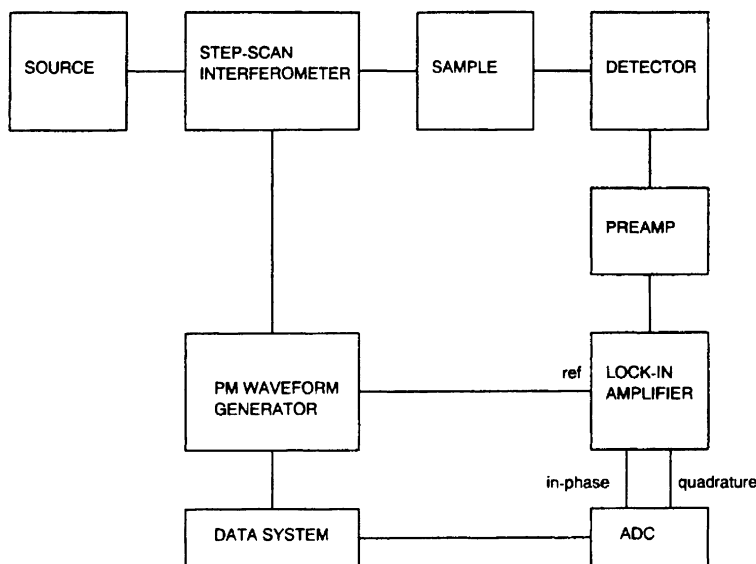 SOURCE
STEP-SCAN
INTERFEROMETER
SAMPLE
DETECTOR
PREAMP
PM WAVEFORM
GENERATOR
ref
LOCK-IN
AMPLIFIER
in-phase
quadrature
DATA SYSTEM
ADC